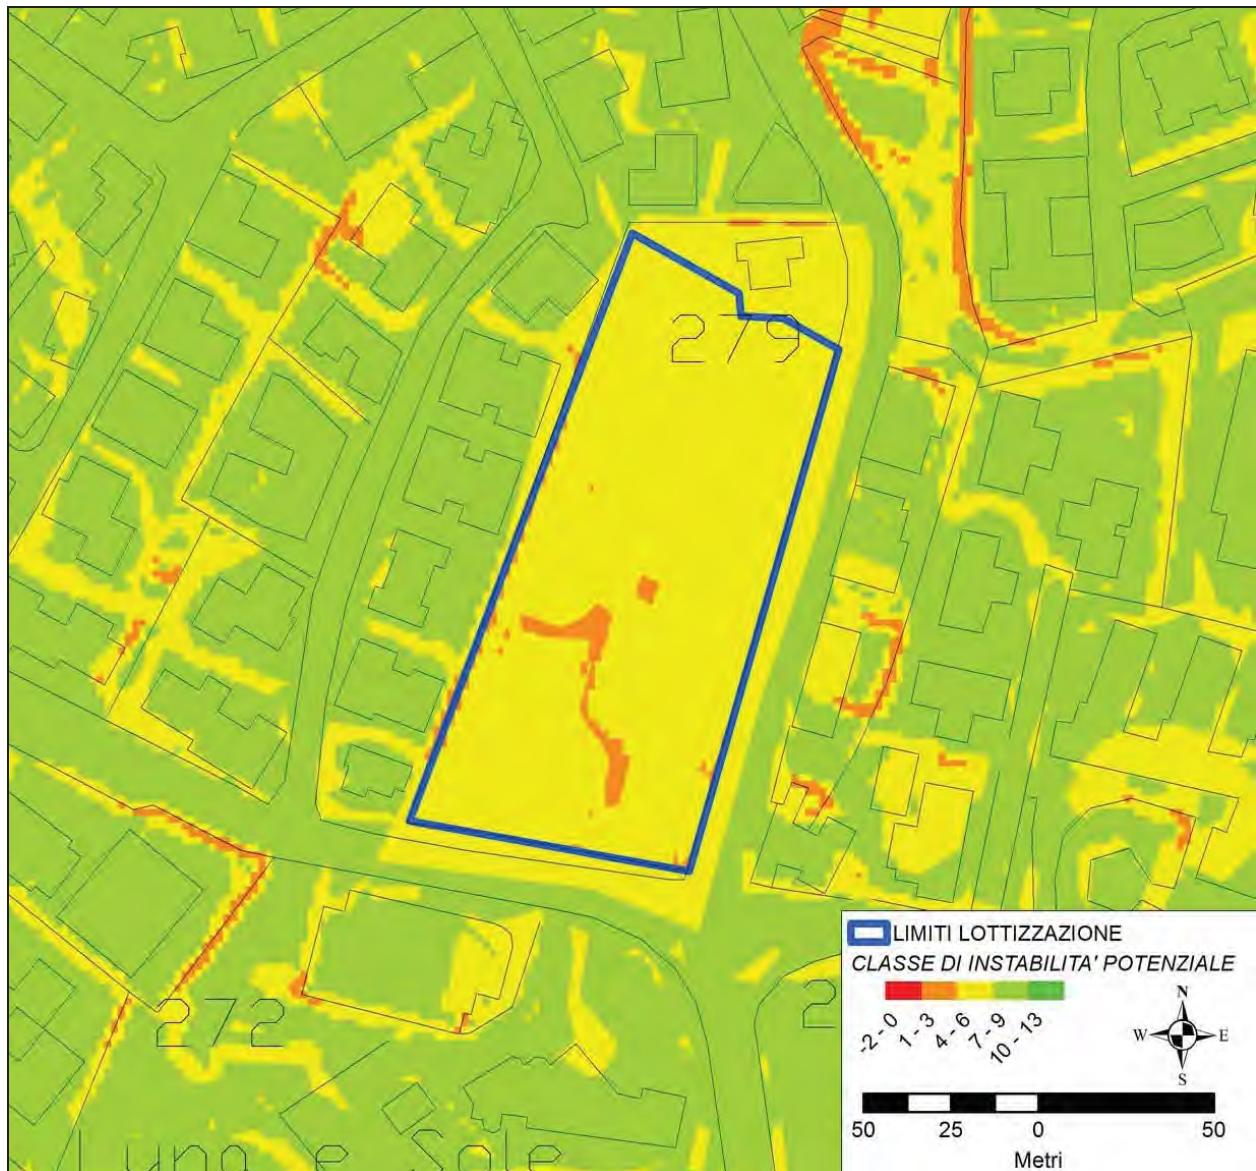 279
LIMITI LOTTIZZAZIONE
CLASSE DI INSTABILITA' POTENZIALE
-2 - 0
1 - 3
4 - 6
7 - 9
10 - 13
N
W
E
S
50
25
0
50
Metri
272
2
Luna e Sole